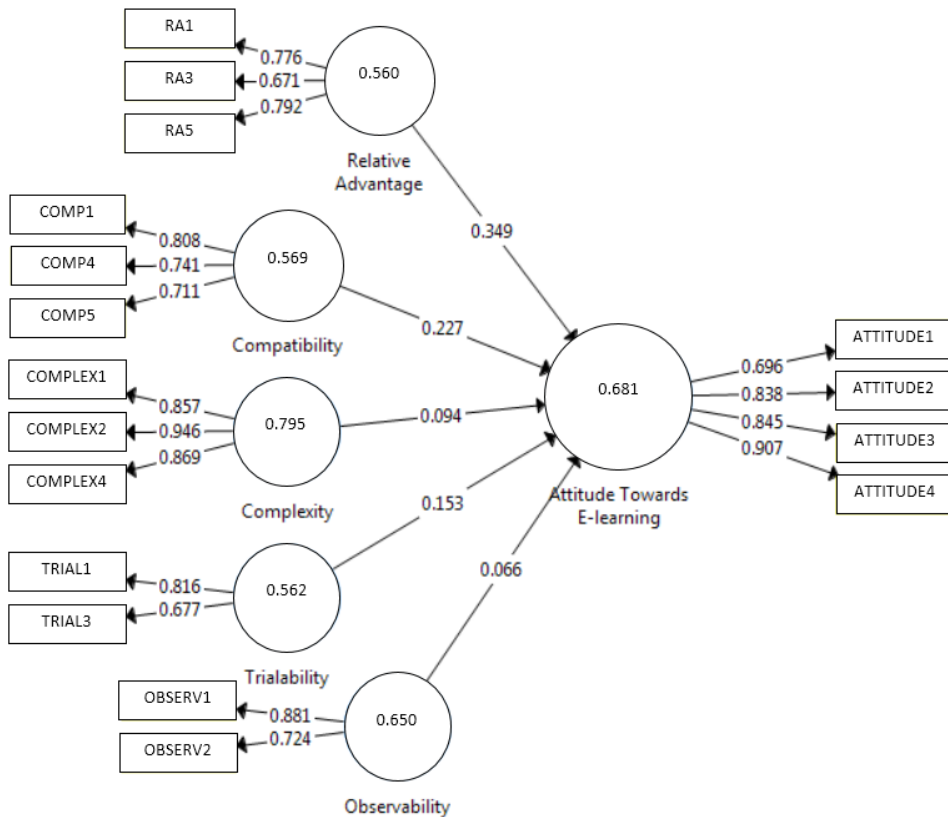 RA1
0.776
RA3
0.671
RA5
0.792
0.560
Relative
Advantage
0.349
COMP1
0.808
COMP4
0.741
COMP5
0.711
0.569
Compatibility
0.227
COMPLEX1
0.857
COMPLEX2
0.946
COMPLEX4
0.869
0.795
Complexity
0.094
TRIAL1
0.816
TRIAL3
0.677
0.562
Trialability
0.153
OBSERV1
0.881
OBSERV2
0.724
0.650
Observability
0.066
0.681
Attitude Towards
E-learning
0.696
ATTITUDE1
0.838
ATTITUDE2
0.845
ATTITUDE3
0.907
ATTITUDE4